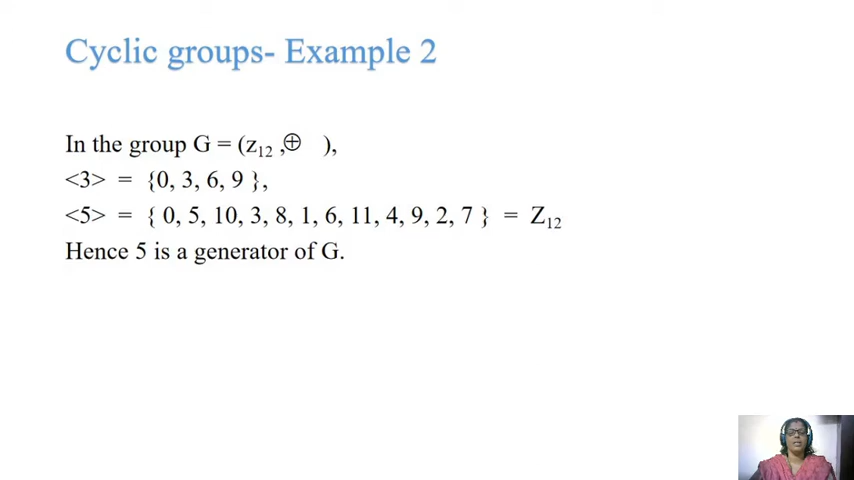 Cyclic groups- Example 2
In the group G = (z₁₂ ,⊕ ),
<3> = {0, 3, 6, 9 },
<5> = { 0, 5, 10, 3, 8, 1, 6, 11, 4, 9, 2, 7 } = Z₁₂
Hence 5 is a generator of G.